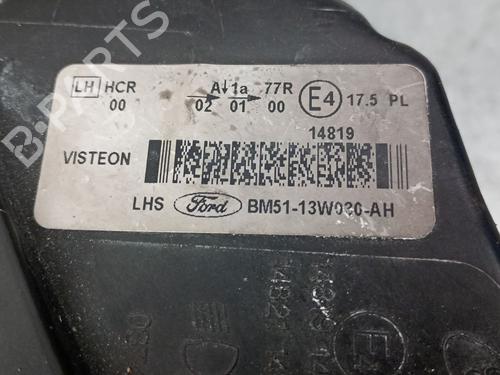 LH HCR A↓ 1a 77R E4 17.5 PL
00 02 01 00
14819
VISTEON
LHS Ford BM51-13W030-AH
B-PARTS